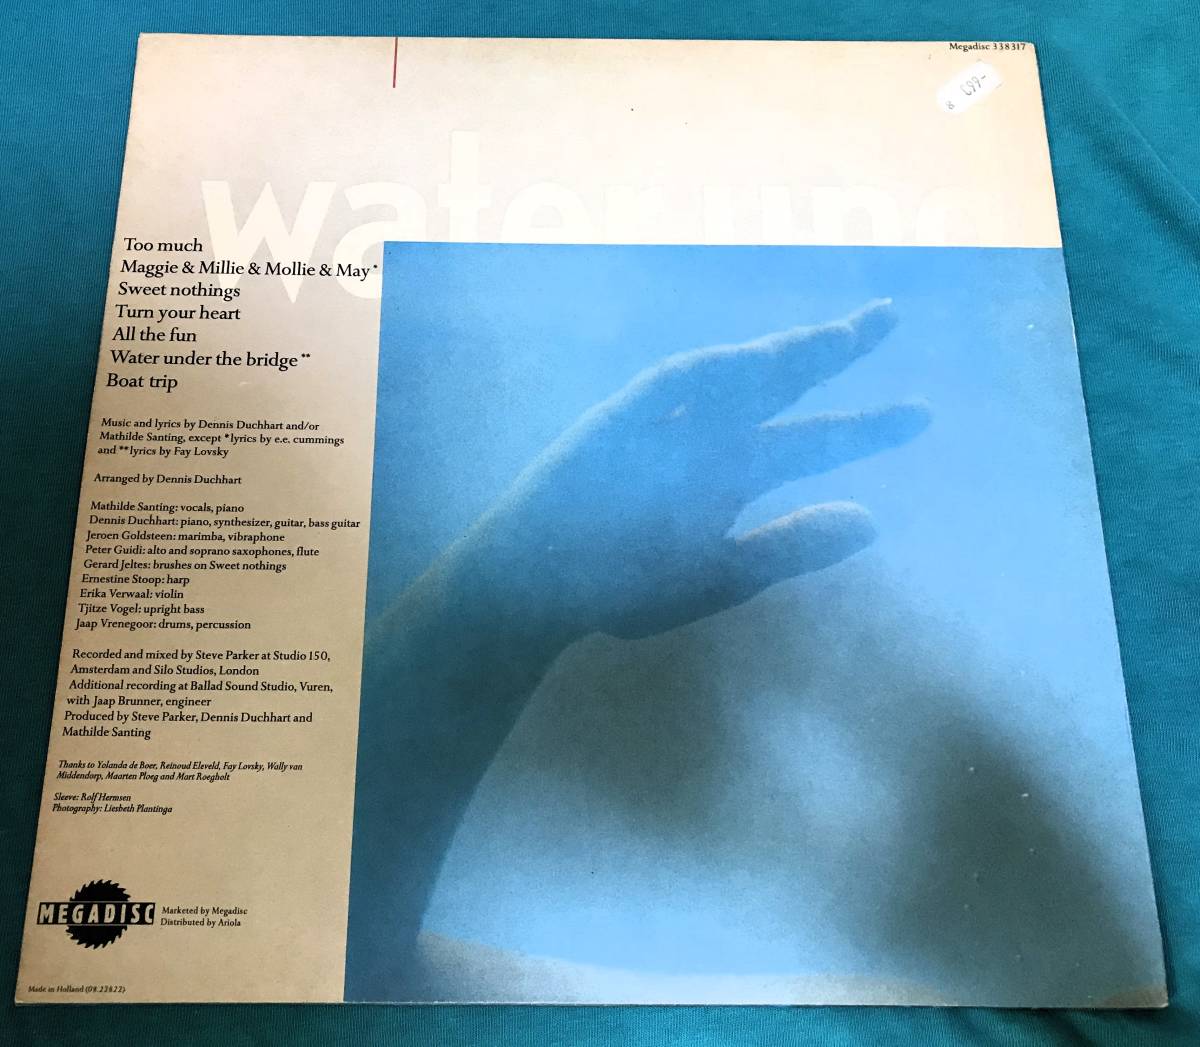 Megadisc 338317
8 699-
water und
Too much
Maggie & Millie & Mollie & May *
Sweet nothings
Turn your heart
All the fun
Water under the bridge **
Boat trip
Music and lyrics by Dennis Duchhart and/or
Mathilde Santing, except * lyrics by e.e. cummings
and ** lyrics by Fay Lovsky
Arranged by Dennis Duchhart
Mathilde Santing: vocals, piano
Dennis Duchhart: piano, synthesizer, guitar, bass guitar
Jeroen Goldsteen: marimba, vibraphone
Peter Guidi: alto and soprano saxophones, flute
Gerard Jeltes: brushes on Sweet nothings
Ernestine Stoop: harp
Erika Verwaal: violin
Tjitze Vogel: upright bass
Jaap Vrenegoor: drums, percussion
Recorded and mixed by Steve Parker at Studio 150,
Amsterdam and Silo Studios, London
Additional recording at Ballad Sound Studio, Vuren,
with Jaap Brunner, engineer
Produced by Steve Parker, Dennis Duchhart and
Mathilde Santing
Thanks to Yolanda de Boer, Reinoud Eleveld, Fay Lovsky, Wally van
Middendorp, Maarten Ploeg and Mart Roegholt
Sleeve: Rolf Hermsen
Photography: Liesbeth Plantinga
MEGADISC
Marketed by Megadisc
Distributed by Ariola
Made in Holland (08.22822)